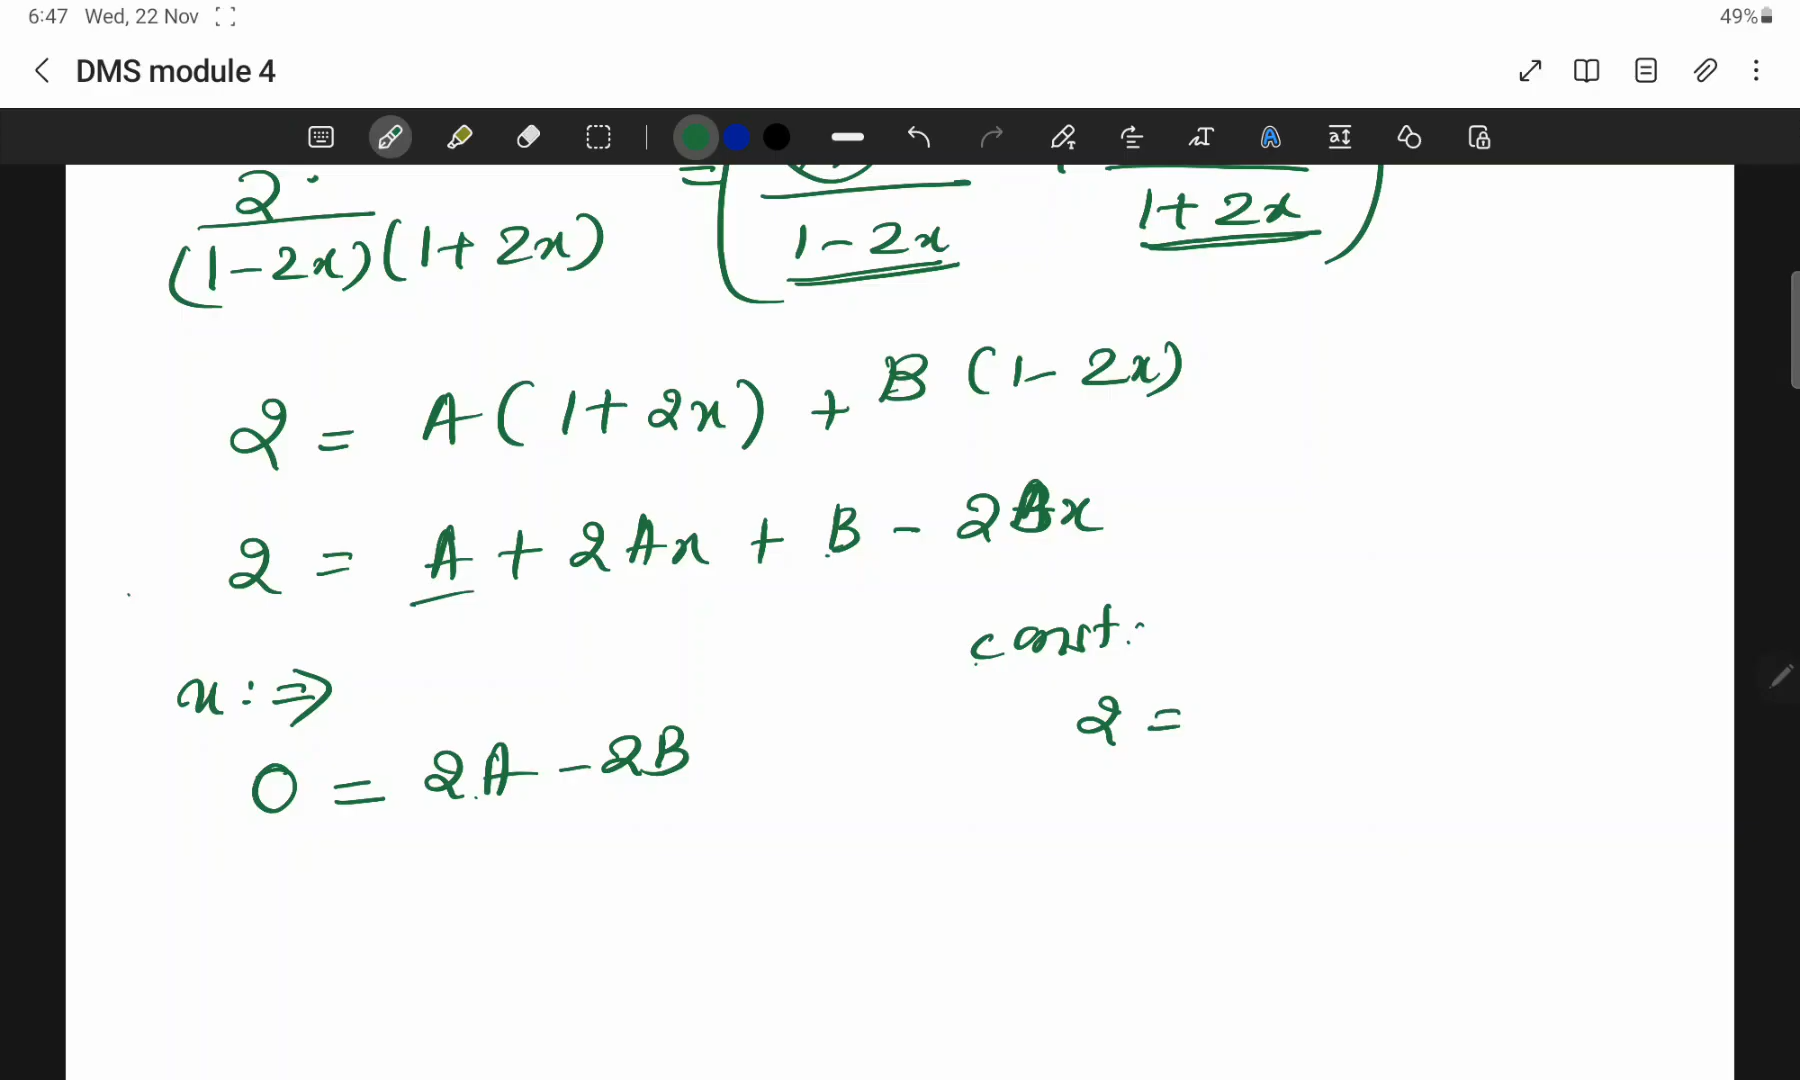 6:47 Wed, 22 Nov 49%
DMS module 4
2 =
(1-2x)(1+2x) 1-2x 1+2x
2 = A(1+2x) + B(1-2x)
2 = A + 2Ax + B - 2Bx
const:
x: ⇒
2 =
0 = 2A - 2B